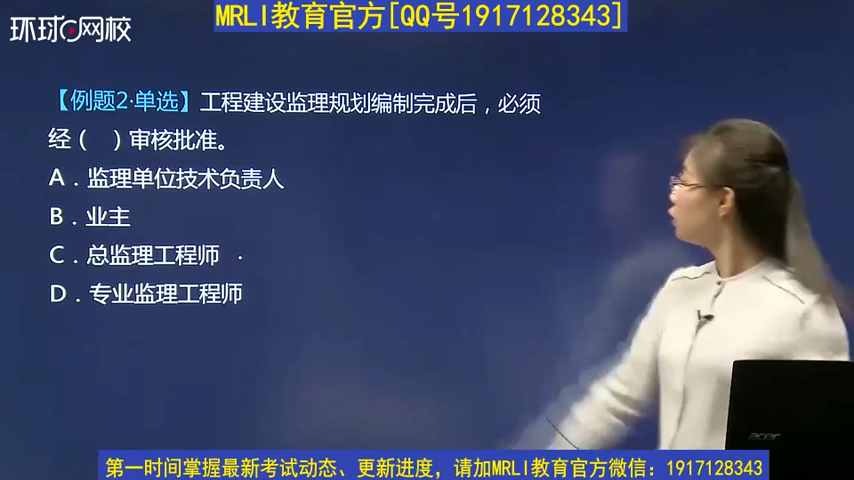 MRLI教育官方[QQ号1917128343]
环球网校
【例题2·单选】工程建设监理规划编制完成后，必须
经（ ）审核批准。
A．监理单位技术负责人
B．业主
C．总监理工程师
D．专业监理工程师
acer
第一时间掌握最新考试动态、更新进度，请加MRLI教育官方微信：1917128343